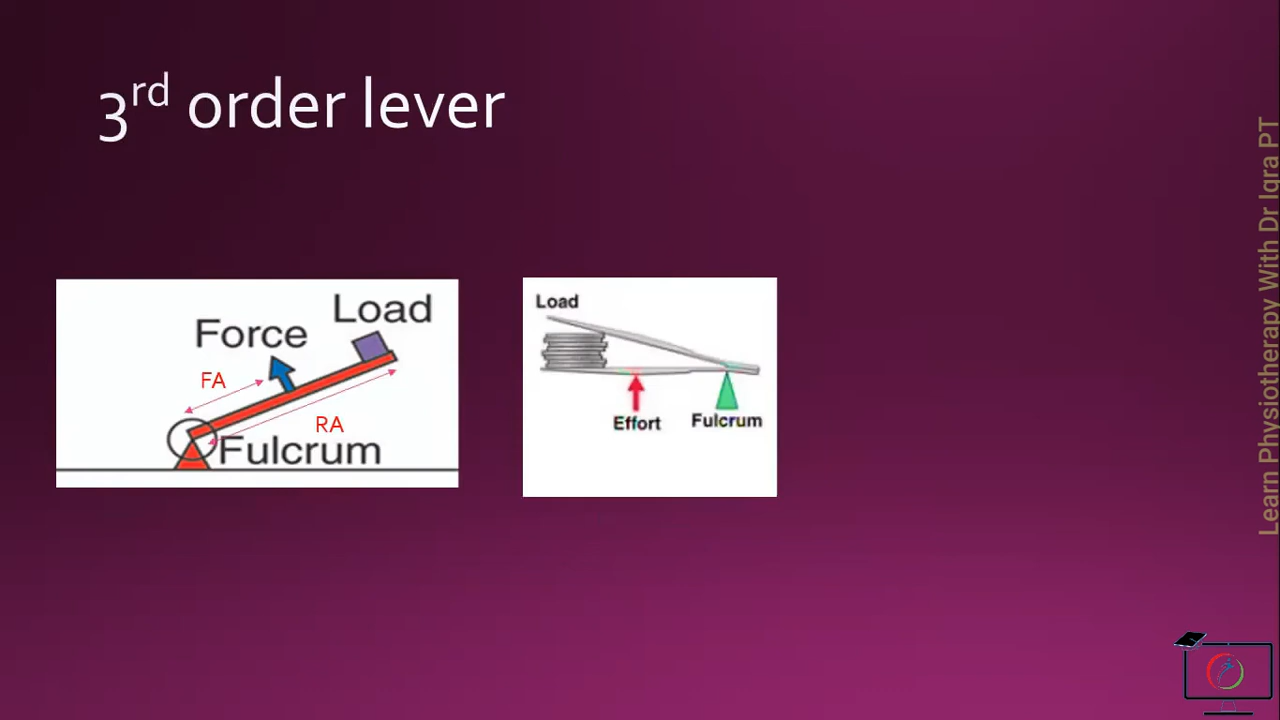 3rd order lever
Load
Force
FA
RA
Fulcrum
Load
Effort
Fulcrum
Learn Physiotherapy With Dr Iqra PT